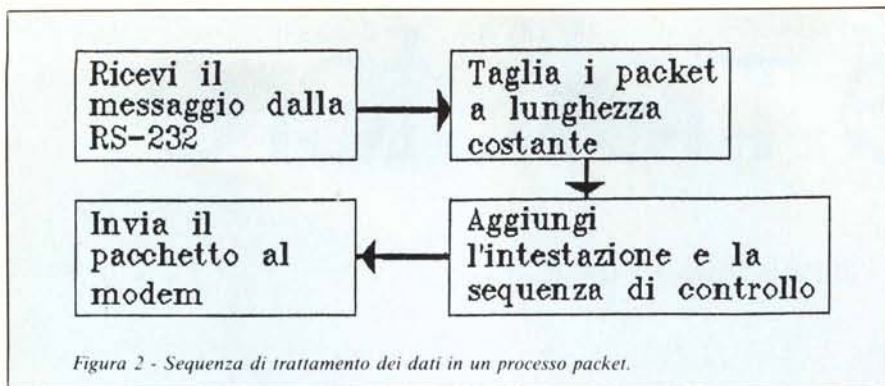 Ricevi il
messaggio dalla
RS-232
Taglia i packet
a lunghezza
costante
Aggiungi
l'intestazione e la
sequenza di controllo
Invia il
pacchetto al
modem
Figura 2 - Sequenza di trattamento dei dati in un processo packet.